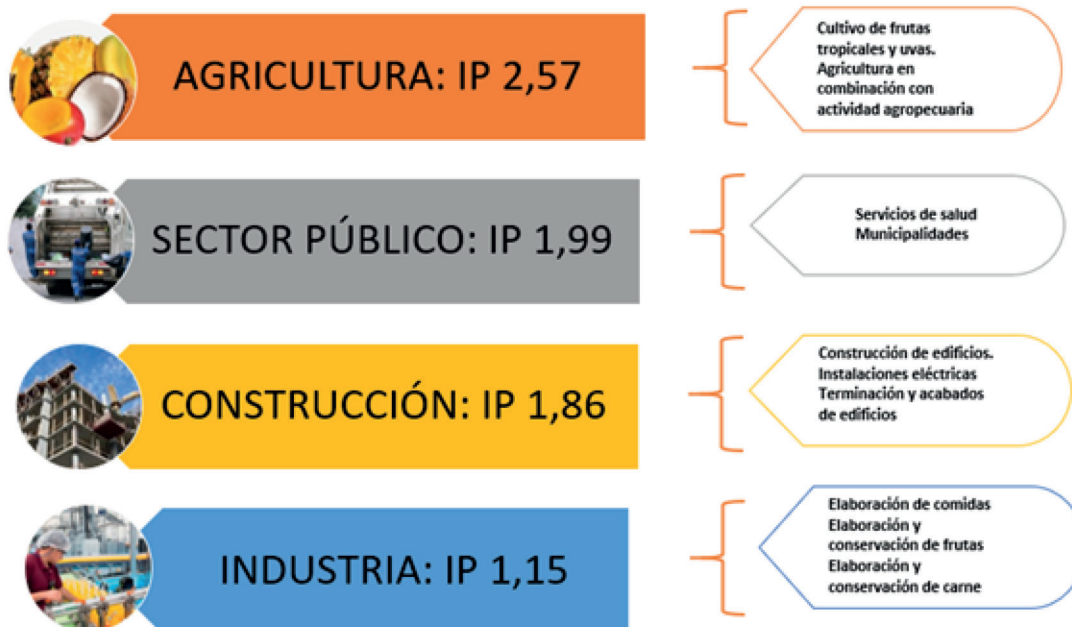 AGRICULTURA: IP 2,57
Cultivo de frutas
tropicales y uvas.
Agricultura en
combinación con
actividad agropecuaria
SECTOR PÚBLICO: IP 1,99
Servicios de salud
Municipalidades
CONSTRUCCIÓN: IP 1,86
Construcción de edificios.
Instalaciones eléctricas
Terminación y acabados
de edificios
INDUSTRIA: IP 1,15
Elaboración de comidas
Elaboración y
conservación de frutas
Elaboración y
conservación de carne